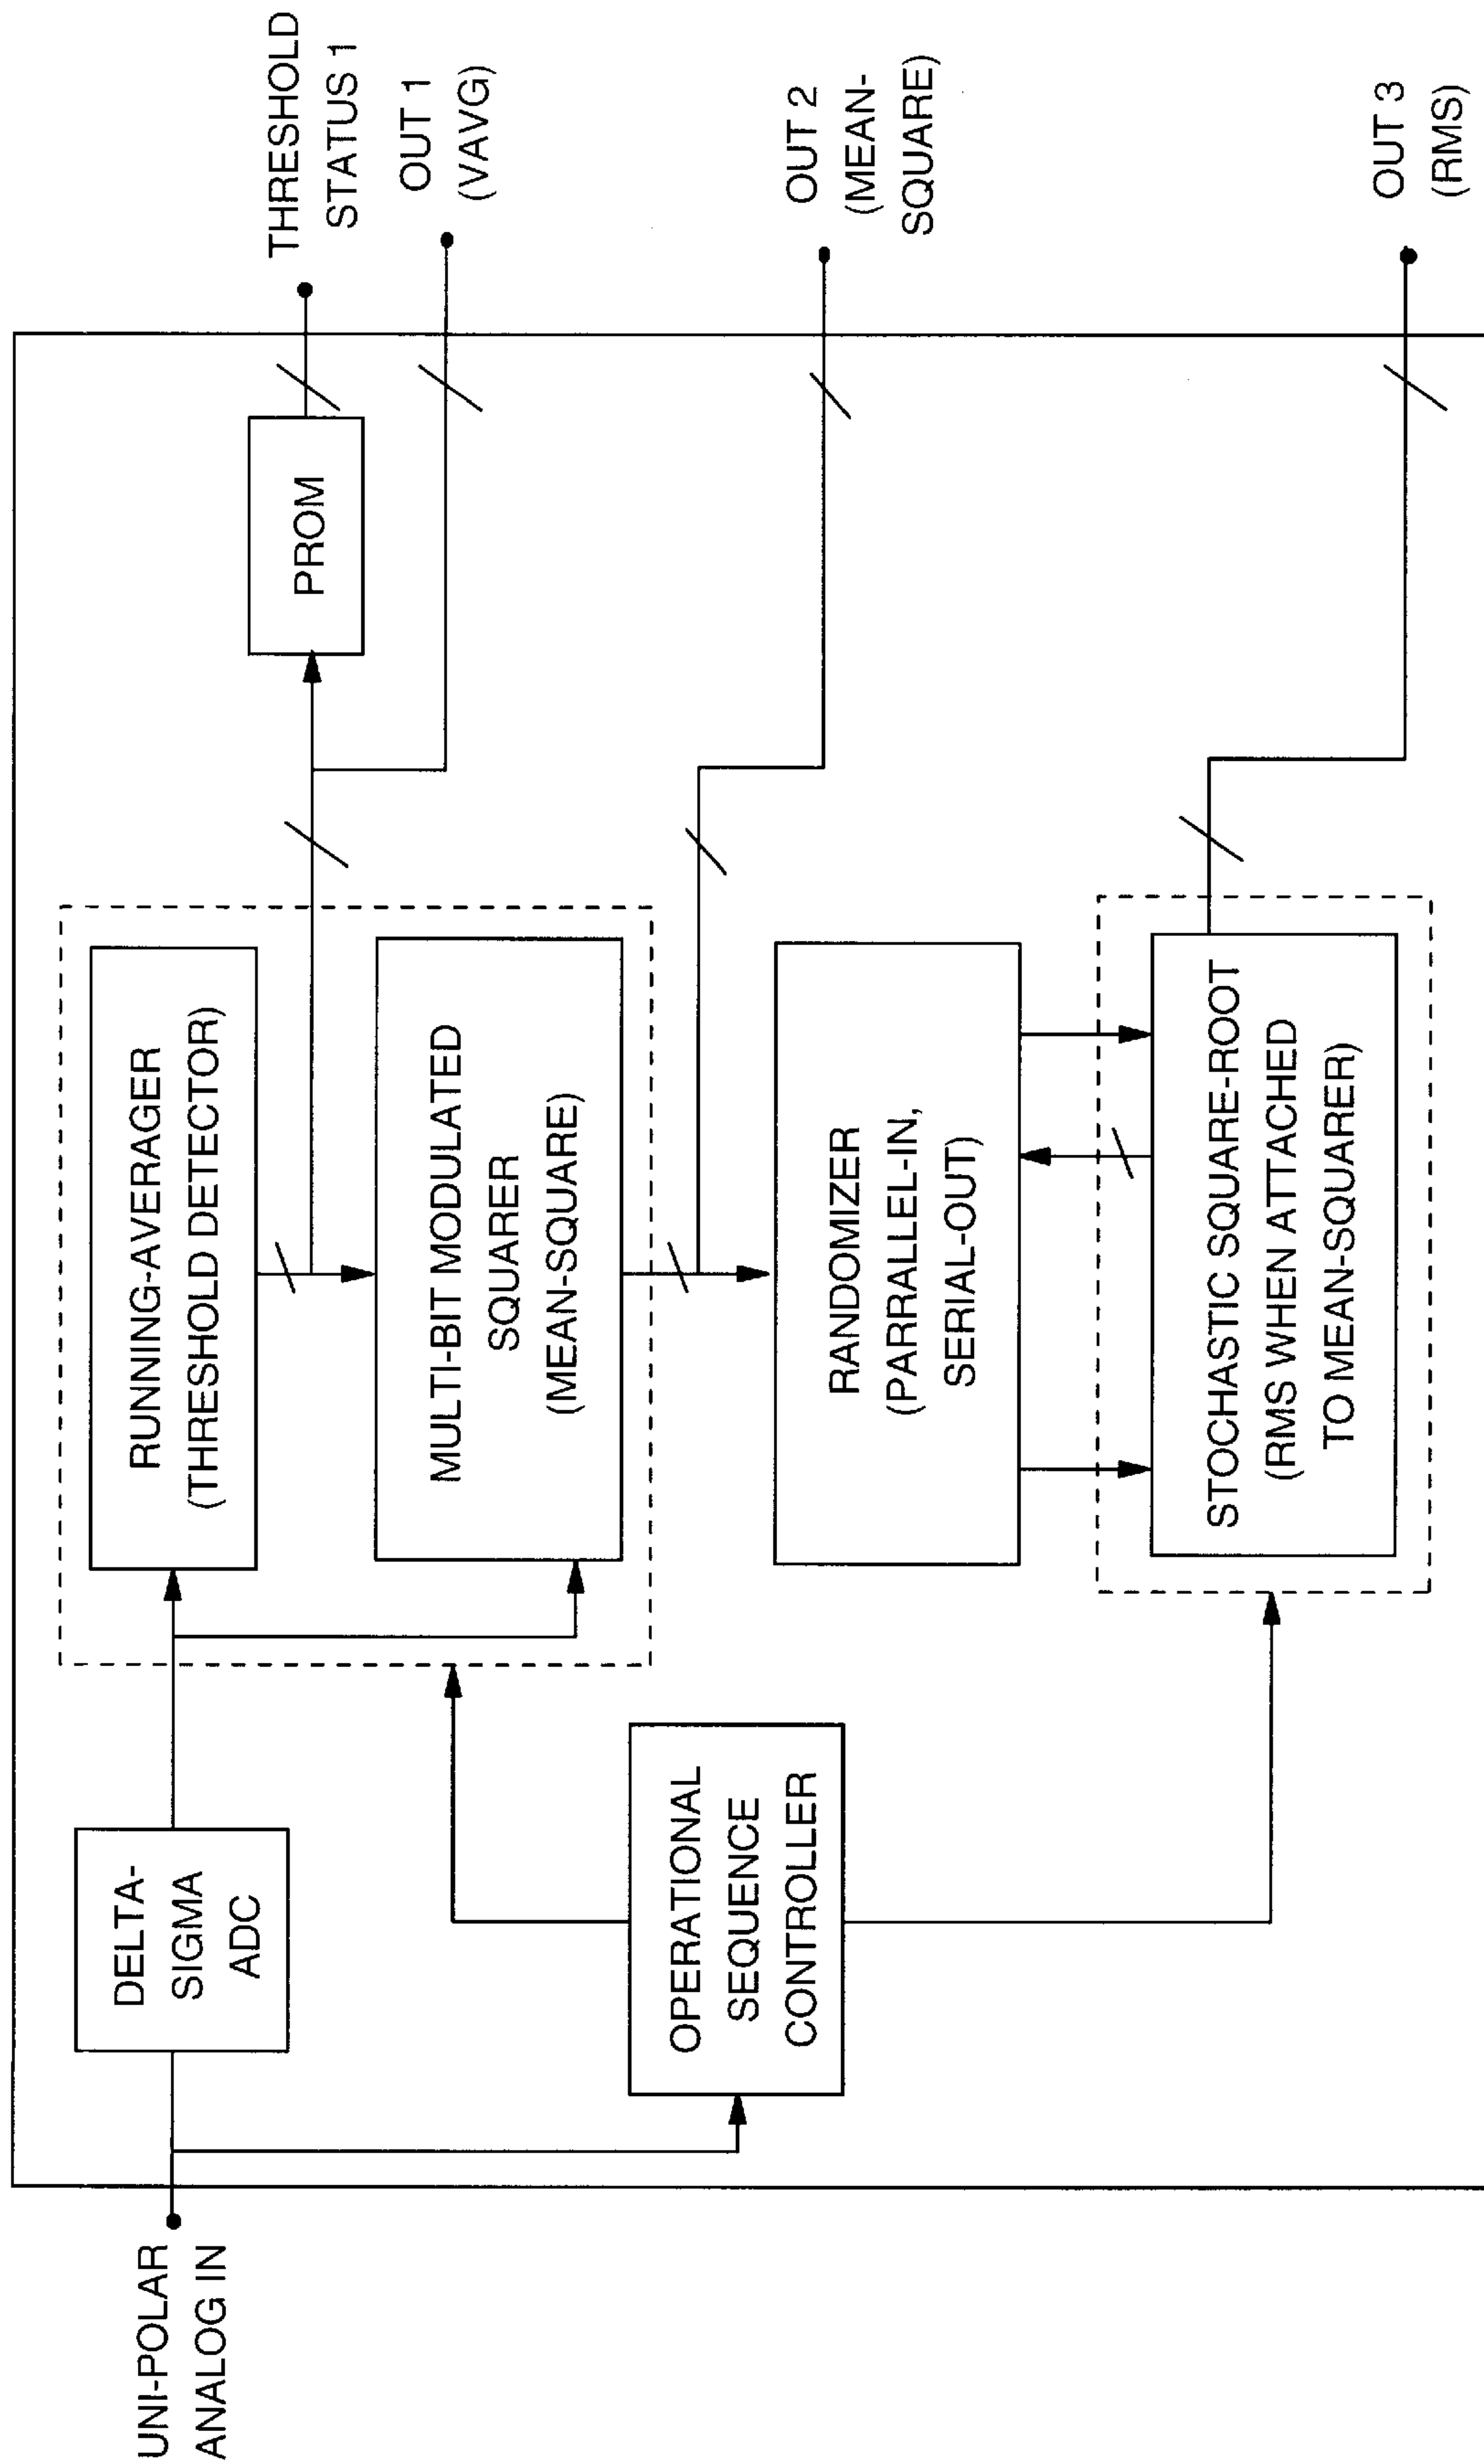 UNI-POLAR
ANALOG IN
DELTA-
SIGMA
ADC
OPERATIONAL
SEQUENCE
CONTROLLER
RUNNING-AVERAGER
(THRESHOLD DETECTOR)
MULTI-BIT MODULATED
SQUARER
(MEAN-SQUARE)
RANDOMIZER
(PARRALLEL-IN,
SERIAL-OUT)
STOCHASTIC SQUARE-ROOT
(RMS WHEN ATTACHED
TO MEAN-SQUARER)
PROM
THRESHOLD
STATUS 1
OUT 1
(VAVG)
OUT 2
(MEAN-
SQUARE)
OUT 3
(RMS)